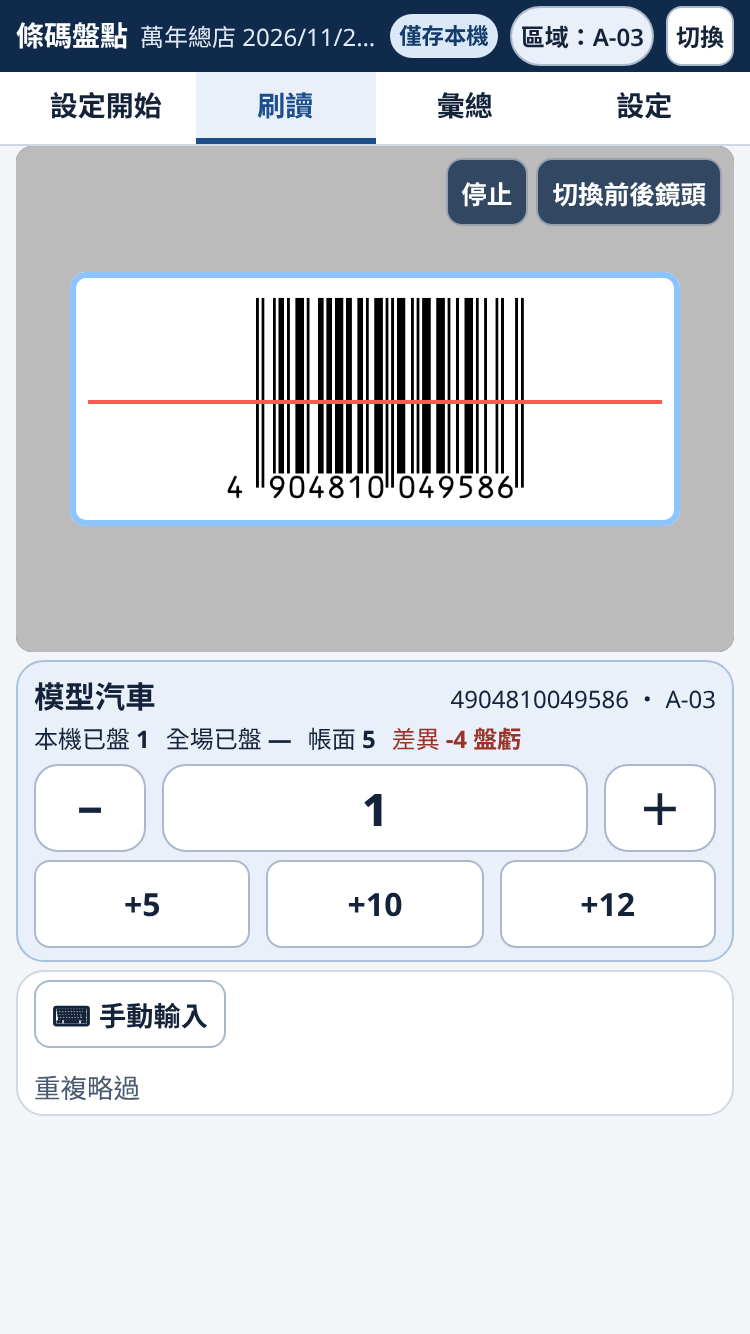 條碼盤點 萬年總店 2026/11/2... 僅存本機 區域：A-03 切換
設定開始 刷讀 彙總 設定
停止 切換前後鏡頭
4 904810 049586
模型汽車 4904810049586 · A-03
本機已盤 1 全場已盤 — 帳面 5 差異 -4 盤虧
− 1 +
+5 +10 +12
⌨ 手動輸入
重複略過